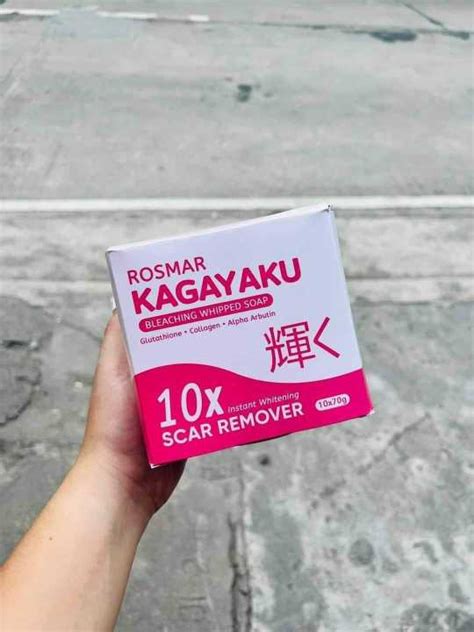 ROSMAR
KAGAYAKU
BLEACHING WHIPPED SOAP
Glutathione • Collagen • Alpha Arbutin
輝く
10x Instant Whitening
SCAR REMOVER
10x70g